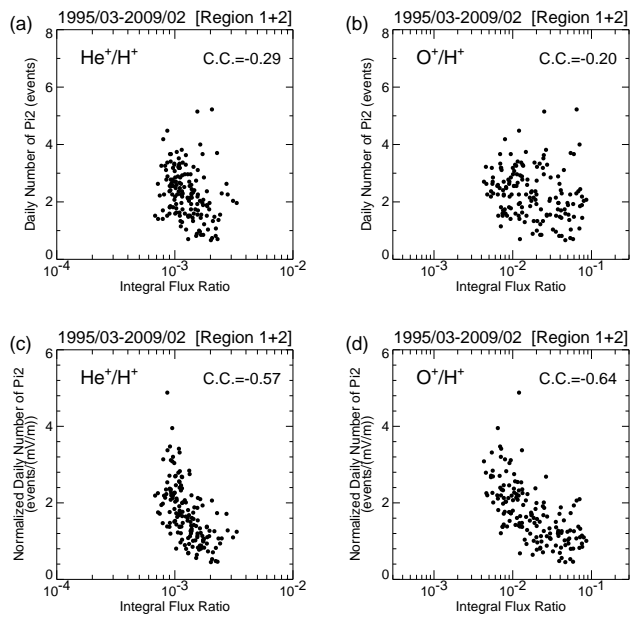 (a) 1995/03-2009/02 [Region 1+2]
He⁺/H⁺ C.C.=-0.29
Daily Number of Pi2 (events)
8
6
4
2
0
10⁻⁴ 10⁻³ 10⁻²
Integral Flux Ratio
(b) 1995/03-2009/02 [Region 1+2]
O⁺/H⁺ C.C.=-0.20
Daily Number of Pi2 (events)
8
6
4
2
0
10⁻³ 10⁻² 10⁻¹
Integral Flux Ratio
(c) 1995/03-2009/02 [Region 1+2]
He⁺/H⁺ C.C.=-0.57
Normalized Daily Number of Pi2
(events/(mV/m))
6
4
2
0
10⁻⁴ 10⁻³ 10⁻²
Integral Flux Ratio
(d) 1995/03-2009/02 [Region 1+2]
O⁺/H⁺ C.C.=-0.64
Normalized Daily Number of Pi2
(events/(mV/m))
6
4
2
0
10⁻³ 10⁻² 10⁻¹
Integral Flux Ratio